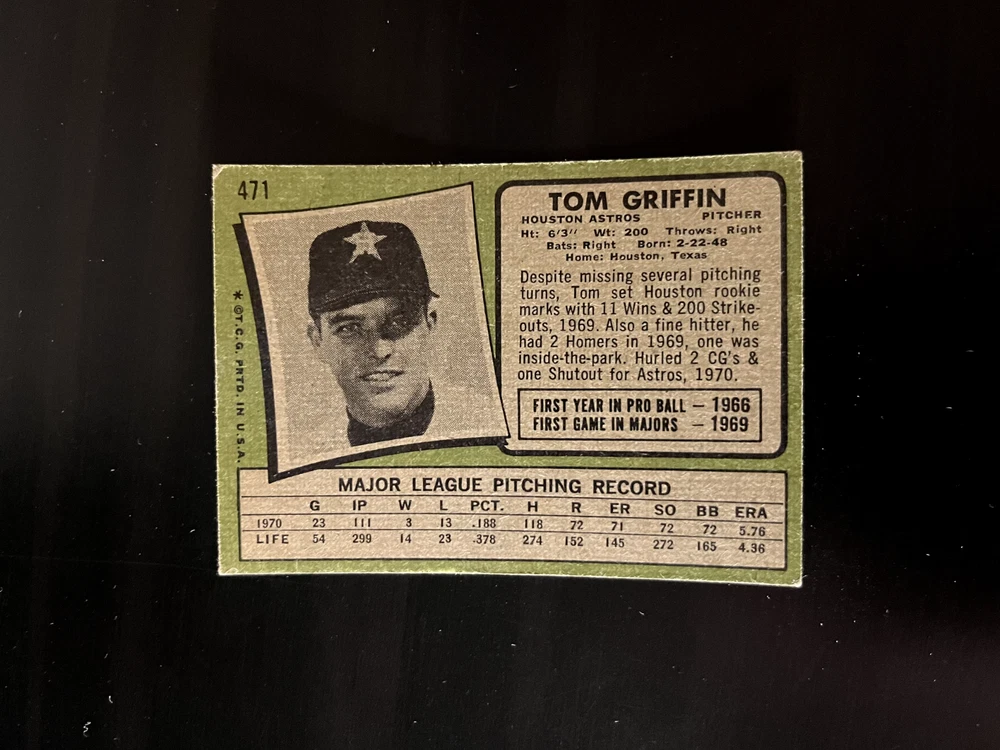 471
TOM GRIFFIN
HOUSTON ASTROS PITCHER
Ht: 6'3" Wt: 200 Throws: Right
Bats: Right Born: 2-22-48
Home: Houston, Texas
Despite missing several pitching
turns, Tom set Houston rookie
marks with 11 Wins & 200 Strike-
outs, 1969. Also a fine hitter, he
had 2 Homers in 1969, one was
inside-the-park. Hurled 2 CG's &
one Shutout for Astros, 1970.
FIRST YEAR IN PRO BALL – 1966
FIRST GAME IN MAJORS – 1969
* © T.C.G. PRTD. IN U.S.A.
MAJOR LEAGUE PITCHING RECORD
G IP W L PCT. H R ER SO BB ERA
1970 23 111 3 13 .188 118 72 71 72 72 5.76
LIFE 54 299 14 23 .378 274 152 145 272 165 4.36